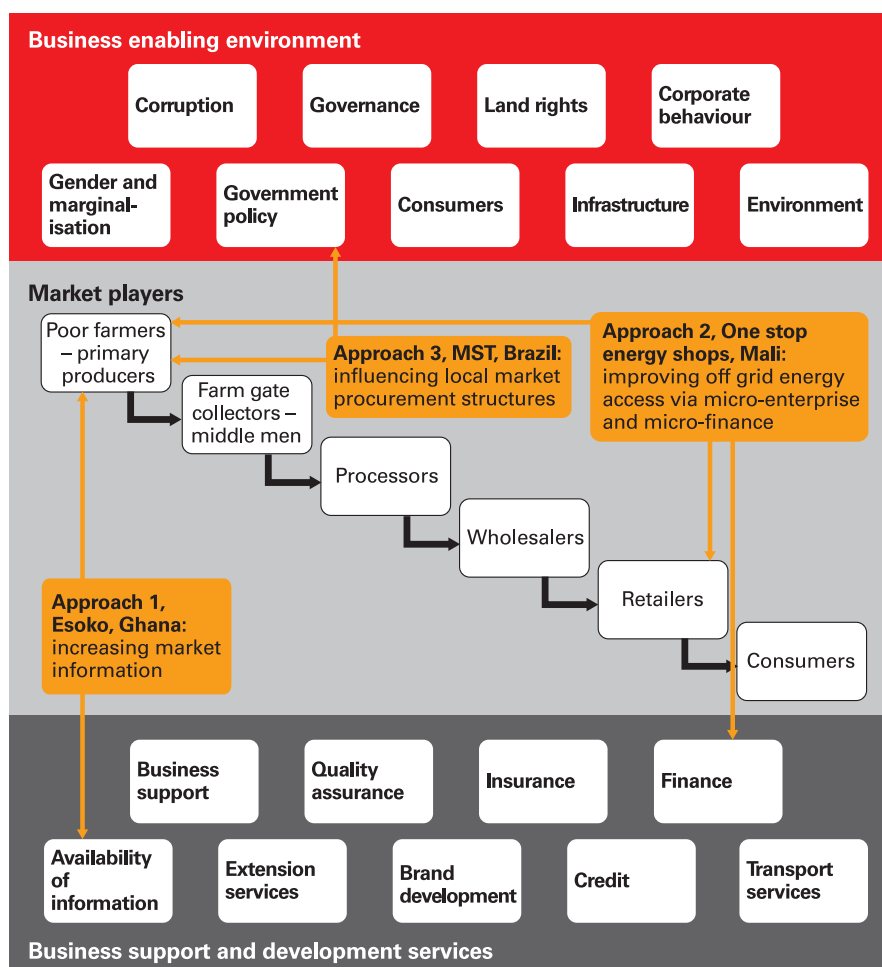 Business enabling environment
Corruption
Governance
Land rights
Corporate
behaviour
Gender and
marginal-
isation
Government
policy
Consumers
Infrastructure
Environment
Market players
Poor farmers
– primary
producers
Approach 3, MST, Brazil:
influencing local market
procurement structures
Approach 2, One stop
energy shops, Mali:
improving off grid energy
access via micro-enterprise
and micro-finance
Farm gate
collectors –
middle men
Processors
Wholesalers
Retailers
Consumers
Approach 1,
Esoko, Ghana:
increasing market
information
Business
support
Quality
assurance
Insurance
Finance
Availability
of
information
Extension
services
Brand
development
Credit
Transport
services
Business support and development services